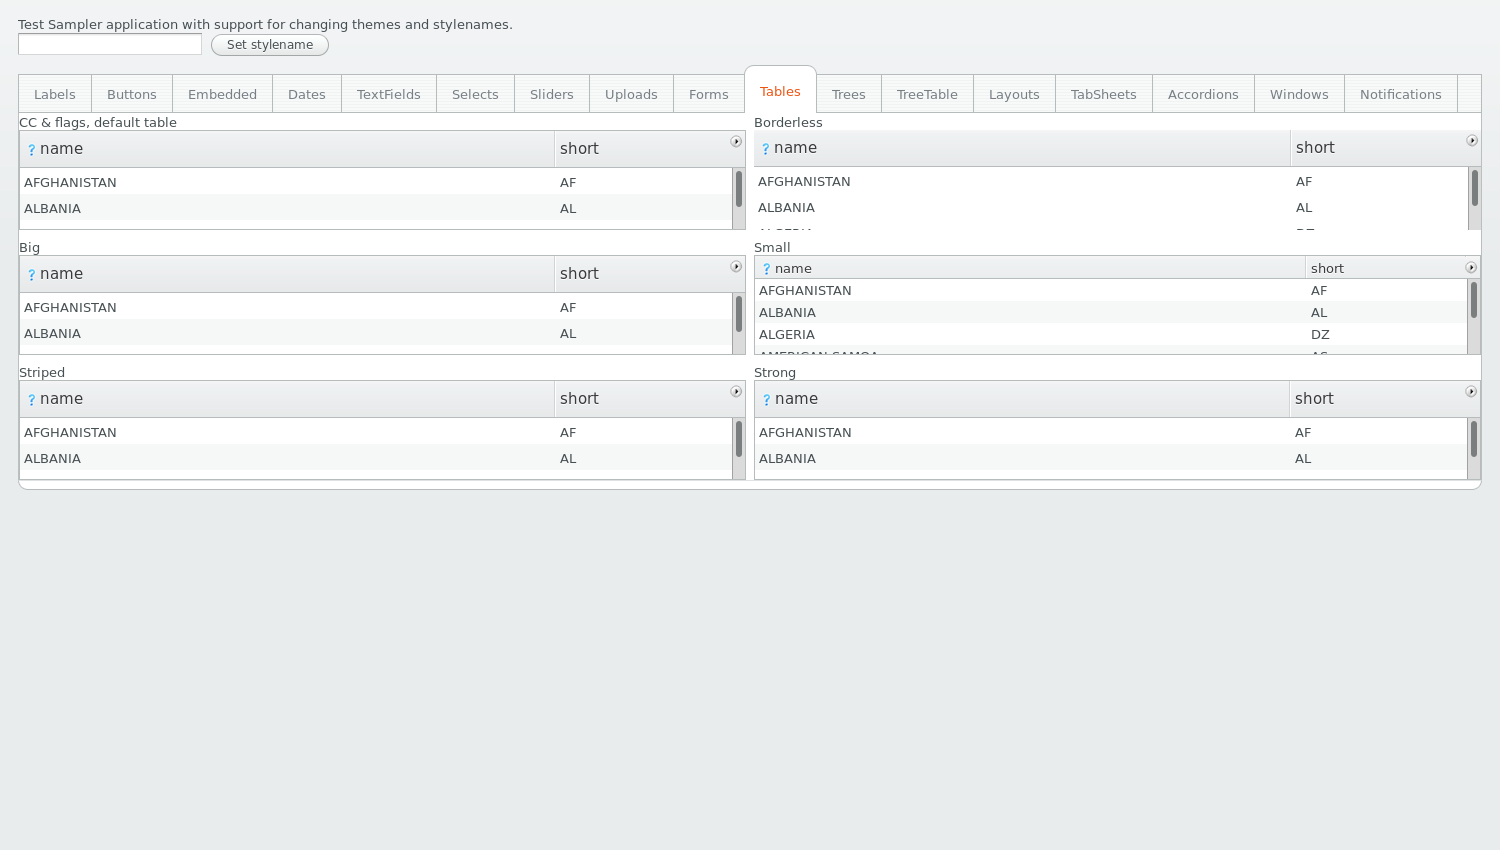 Test Sampler application with support for changing themes and stylenames.
Set stylename
Labels Buttons Embedded Dates TextFields Selects Sliders Uploads Forms Tables Trees TreeTable Layouts TabSheets Accordions Windows Notifications
CC & flags, default table
? name short
AFGHANISTAN AF
ALBANIA AL
Borderless
? name short
AFGHANISTAN AF
ALBANIA AL
Big
? name short
AFGHANISTAN AF
ALBANIA AL
Small
? name short
AFGHANISTAN AF
ALBANIA AL
ALGERIA DZ
AMERICAN SAMOA AS
Striped
? name short
AFGHANISTAN AF
ALBANIA AL
Strong
? name short
AFGHANISTAN AF
ALBANIA AL